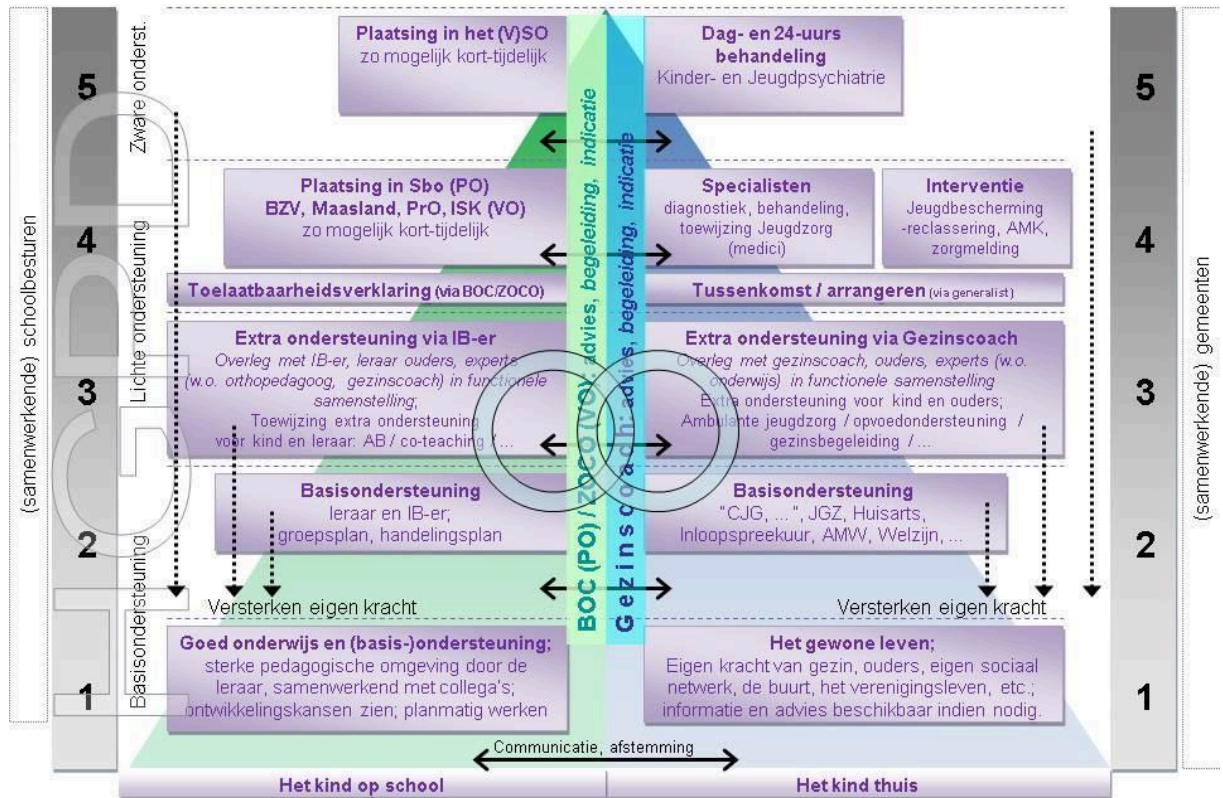 (samenwerkende) schoolbesturen
Zware onderst.
Lichte ondersteuning
Basisondersteuning
HGPD
5
4
3
2
1
Plaatsing in het (V)SO
zo mogelijk kort-tijdelijk
Dag- en 24-uurs
behandeling
Kinder- en Jeugdpsychiatrie
Plaatsing in Sbo (PO)
BZV, Maasland, PrO, ISK (VO)
zo mogelijk kort-tijdelijk
Specialisten
diagnostiek, behandeling,
toewijzing Jeugdzorg
(medici)
Interventie
Jeugdbescherming
-reclassering, AMK,
zorgmelding
Toelaatbaarheidsverklaring (via BOC/ZOCO)
Tussenkomst / arrangeren (via generalist)
Extra ondersteuning via IB-er
Overleg met IB-er, leraar ouders, experts
(w.o. orthopedagoog, gezinscoach) in functionele
samenstelling;
Toewijzing extra ondersteuning
voor kind en leraar: AB / co-teaching / ...
Extra ondersteuning via Gezinscoach
Overleg met gezinscoach, ouders, experts (w.o.
onderwijs) in functionele samenstelling
Extra ondersteuning voor kind en ouders;
Ambulante jeugdzorg / opvoedondersteuning /
gezinsbegeleiding / ...
Basisondersteuning
leraar en IB-er;
groepsplan, handelingsplan
Basisondersteuning
"CJG, ... ", JGZ, Huisarts,
Inloopspreekuur, AMW, Welzijn, ...
Versterken eigen kracht
Versterken eigen kracht
Goed onderwijs en (basis-)ondersteuning;
sterke pedagogische omgeving door de
leraar, samenwerkend met collega's;
ontwikkelingskansen zien; planmatig werken
Het gewone leven;
Eigen kracht van gezin, ouders, eigen sociaal
netwerk, de buurt, het verenigingsleven, etc.;
informatie en advies beschikbaar indien nodig.
BOC (PO) / ZOCO (VO): advies, begeleiding, indicatie
Gezinscoach: advies, begeleiding, indicatie
Communicatie, afstemming
Het kind op school
Het kind thuis
5
4
3
2
1
(samenwerkende) gemeenten